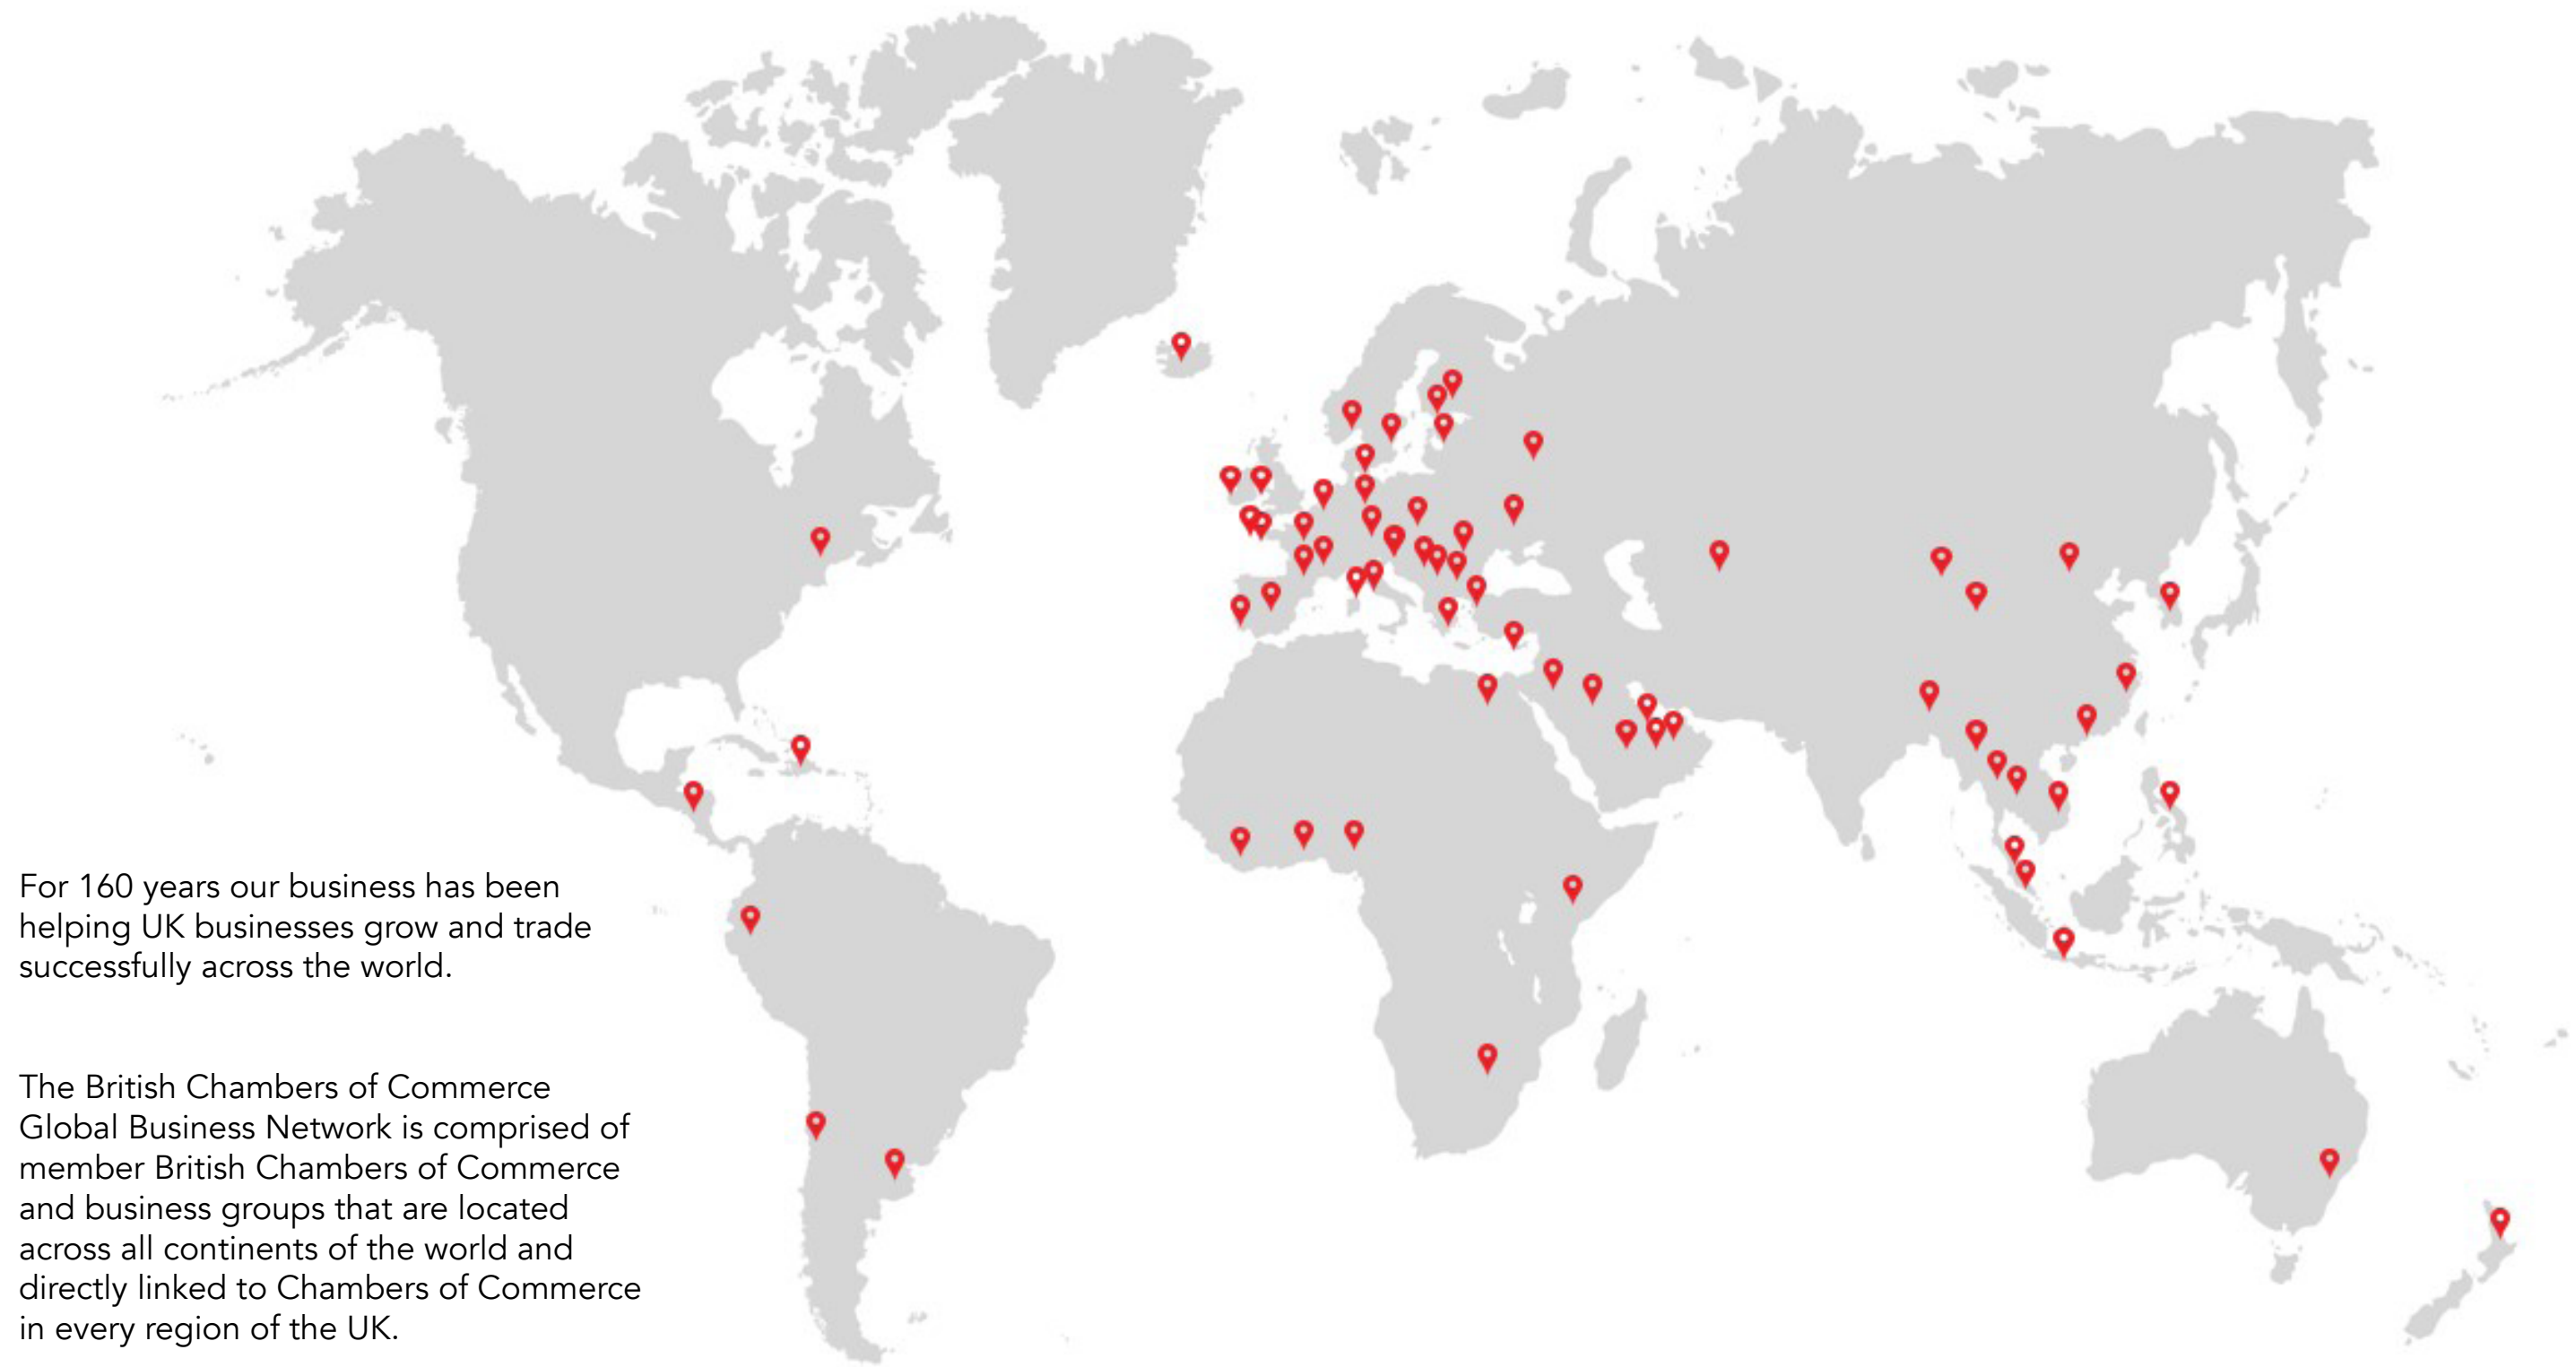 For 160 years our business has been
helping UK businesses grow and trade
successfully across the world.
The British Chambers of Commerce
Global Business Network is comprised of
member British Chambers of Commerce
and business groups that are located
across all continents of the world and
directly linked to Chambers of Commerce
in every region of the UK.